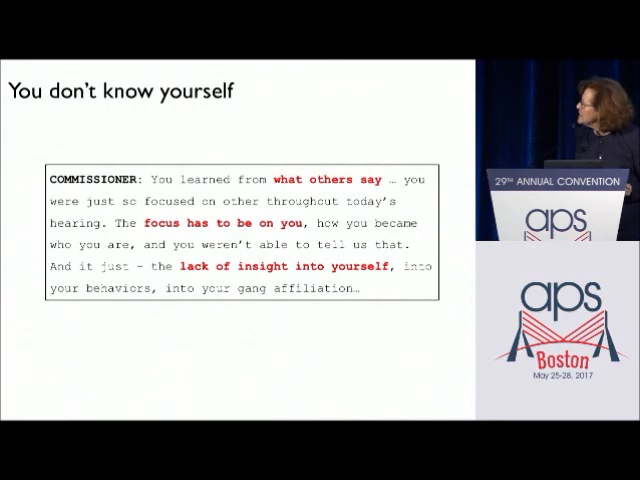 You don't know yourself
COMMISSIONER: You learned from what others say … you
were just so focused on other throughout today's
hearing. The focus has to be on you, how you became
who you are, and you weren't able to tell us that.
And it just – the lack of insight into yourself, into
your behaviors, into your gang affiliation…
29TH ANNUAL CONVENTION
aps
aps
Boston
May 25-28, 2017